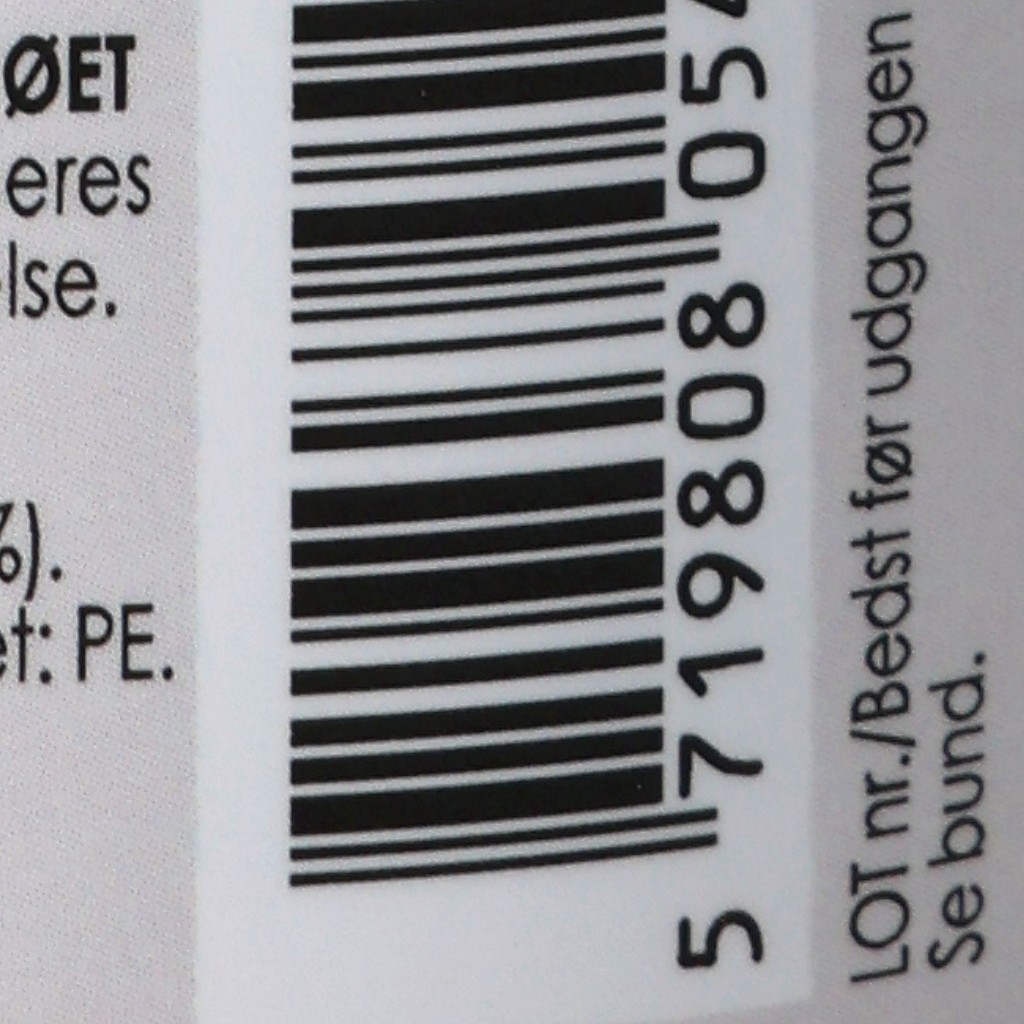 ØET
eres
lse.
%).
et: PE.
5 719808 05
LOT nr./Bedst før udgangen
Se bund.